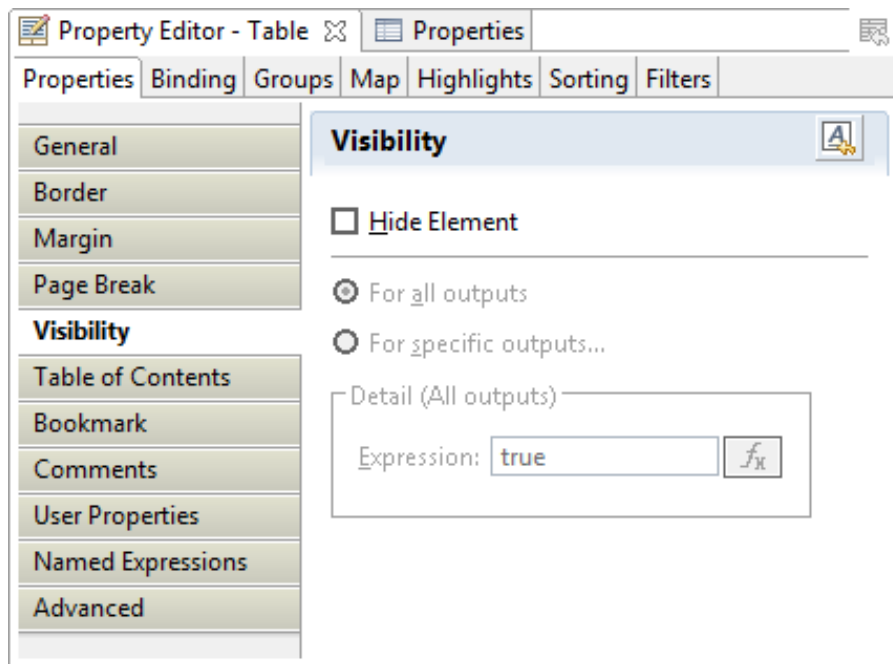 Property Editor - Table Properties
Properties Binding Groups Map Highlights Sorting Filters
General
Border
Margin
Page Break
Visibility
Table of Contents
Bookmark
Comments
User Properties
Named Expressions
Advanced
Visibility
A
Hide Element
For all outputs
For specific outputs...
Detail (All outputs)
Expression: true fx